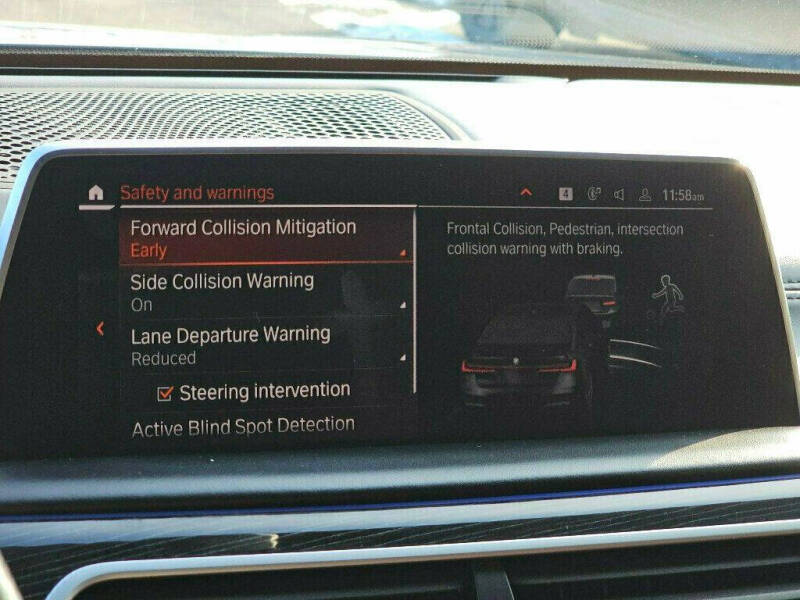 Safety and warnings
4
11:58am
Forward Collision Mitigation
Early
Side Collision Warning
On
Lane Departure Warning
Reduced
Steering intervention
Active Blind Spot Detection
Frontal Collision, Pedestrian, intersection
collision warning with braking.